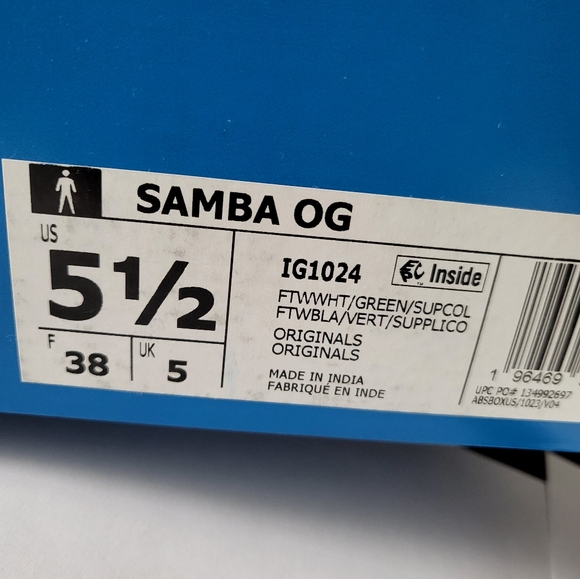 SAMBA OG
US
5½
F 38
UK 5
IG1024
Inside
FTWWHT/GREEN/SUPCOL
FTWBLA/VERT/SUPPLICO
ORIGINALS
ORIGINALS
MADE IN INDIA
FABRIQUÉ EN INDE
1 96469
UPC PO# 134992697
ABSBOXUS/1023/V04